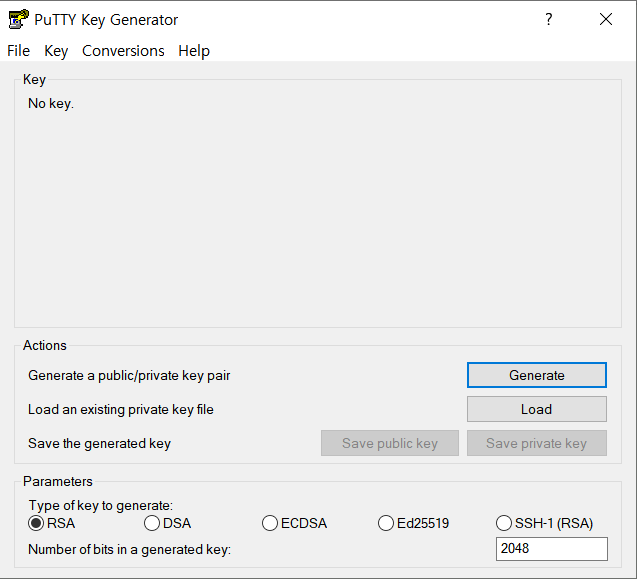 PuTTY Key Generator
?
File Key Conversions Help
Key
No key.
Actions
Generate a public/private key pair
Generate
Load an existing private key file
Load
Save the generated key
Save public key
Save private key
Parameters
Type of key to generate:
RSA DSA ECDSA Ed25519 SSH-1 (RSA)
Number of bits in a generated key:
2048